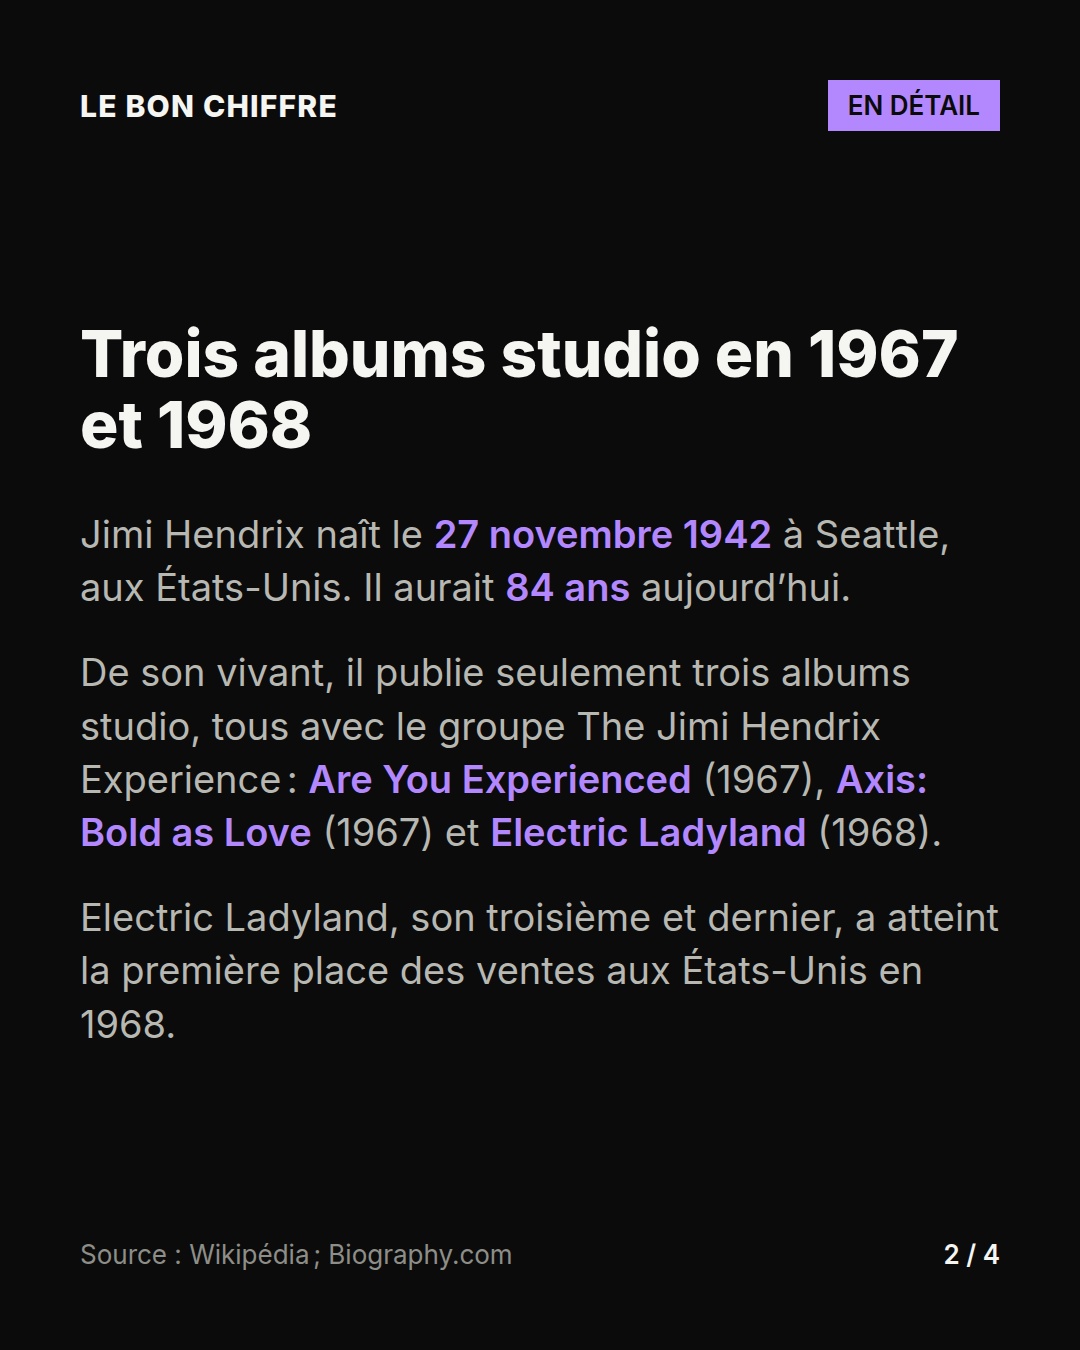 LE BON CHIFFRE
EN DÉTAIL
Trois albums studio en 1967
et 1968
Jimi Hendrix naît le 27 novembre 1942 à Seattle,
aux États-Unis. Il aurait 84 ans aujourd’hui.
De son vivant, il publie seulement trois albums
studio, tous avec le groupe The Jimi Hendrix
Experience : Are You Experienced (1967), Axis:
Bold as Love (1967) et Electric Ladyland (1968).
Electric Ladyland, son troisième et dernier, a atteint
la première place des ventes aux États-Unis en
1968.
Source : Wikipédia ; Biography.com
2 / 4